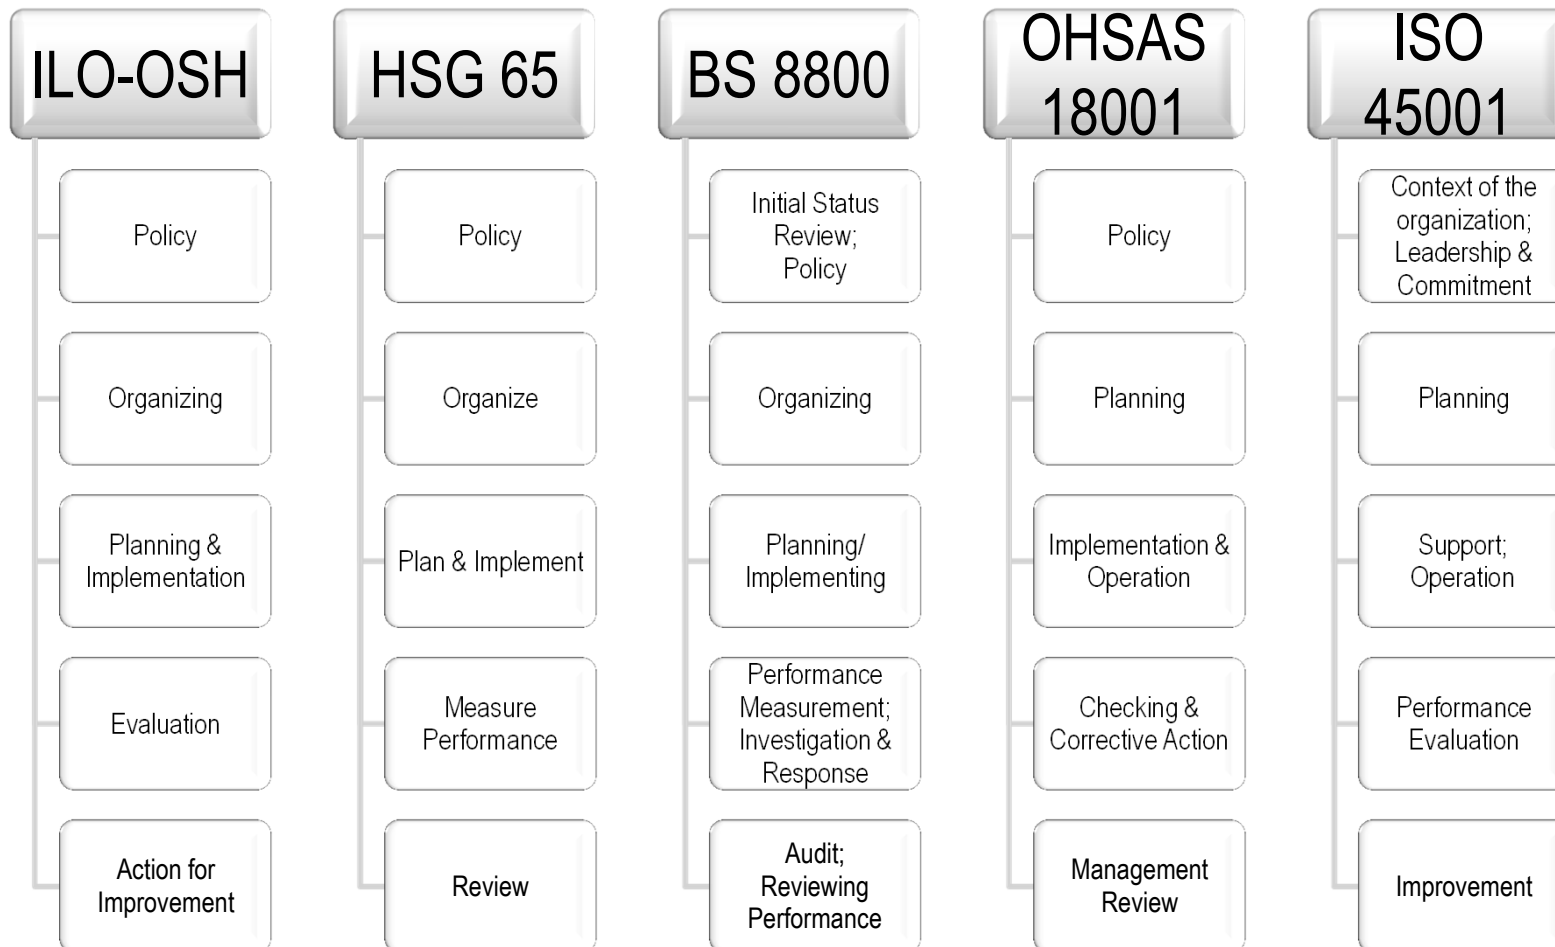 ILO-OSH
Policy
Organizing
Planning &
Implementation
Evaluation
Action for
Improvement
HSG 65
Policy
Organize
Plan & Implement
Measure
Performance
Review
BS 8800
Initial Status
Review;
Policy
Organizing
Planning/
Implementing
Performance
Measurement;
Investigation &
Response
Audit;
Reviewing
Performance
OHSAS
18001
Policy
Planning
Implementation &
Operation
Checking &
Corrective Action
Management
Review
ISO
45001
Context of the
organization;
Leadership &
Commitment
Planning
Support;
Operation
Performance
Evaluation
Improvement